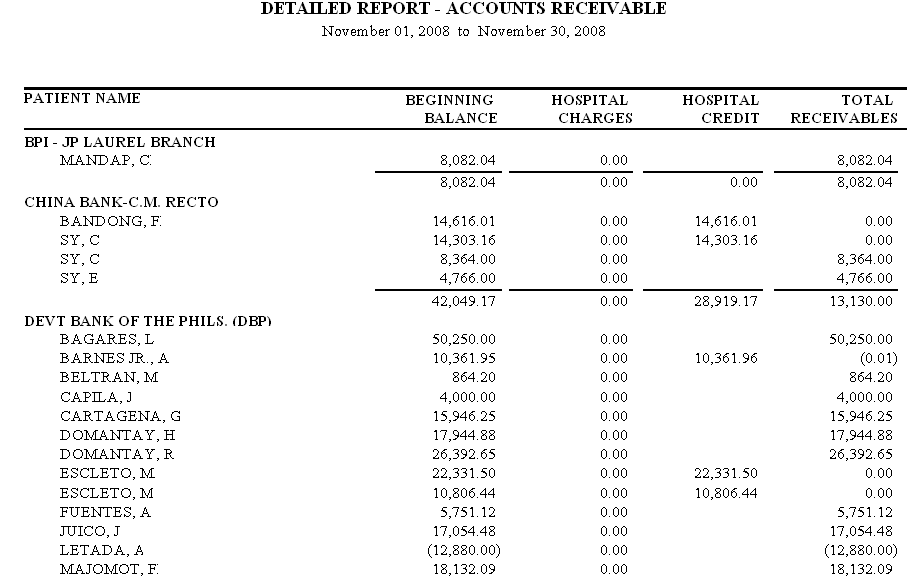 DETAILED REPORT - ACCOUNTS RECEIVABLE
November 01, 2008 to November 30, 2008
PATIENT NAME BEGINNING BALANCE HOSPITAL CHARGES HOSPITAL CREDIT TOTAL RECEIVABLES
BPI - JP LAUREL BRANCH
MANDAP, C. 8,082.04 0.00 8,082.04
8,082.04 0.00 0.00 8,082.04
CHINA BANK-C.M. RECTO
BANDONG, F. 14,616.01 0.00 14,616.01 0.00
SY, C 14,303.16 0.00 14,303.16 0.00
SY, C 8,364.00 0.00 8,364.00
SY, E 4,766.00 0.00 4,766.00
42,049.17 0.00 28,919.17 13,130.00
DEVT BANK OF THE PHILS. (DBP)
BAGARES, L 50,250.00 0.00 50,250.00
BARNES JR., A 10,361.95 0.00 10,361.96 (0.01)
BELTRAN, M 864.20 0.00 864.20
CAPILA, J 4,000.00 0.00 4,000.00
CARTAGENA, G 15,946.25 0.00 15,946.25
DOMANTAY, H 17,944.88 0.00 17,944.88
DOMANTAY, R 26,392.65 0.00 26,392.65
ESCLETO, M 22,331.50 0.00 22,331.50 0.00
ESCLETO, M 10,806.44 0.00 10,806.44 0.00
FUENTES, A 5,751.12 0.00 5,751.12
JUICO, J 17,054.48 0.00 17,054.48
LETADA, A (12,880.00) 0.00 (12,880.00)
MAJOMOT, F. 18,132.09 0.00 18,132.09